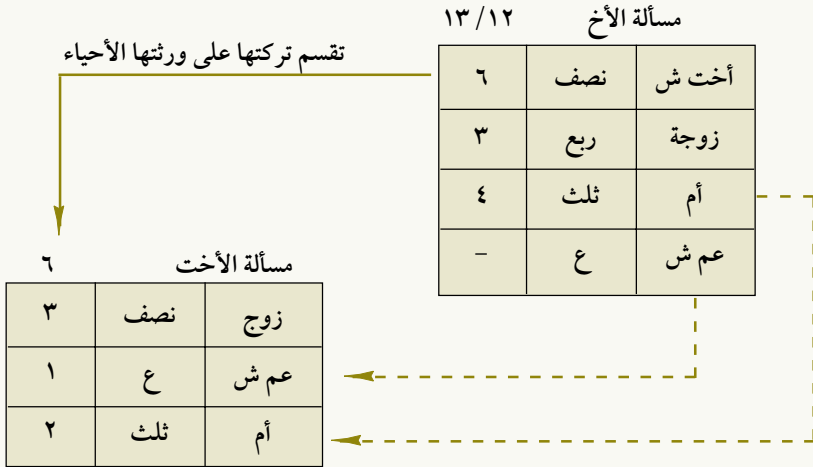 مسألة الأخ ١٢ / ١٣
أخت ش نصف ٦
زوجة ربع ٣
أم ثلث ٤
عم ش ع –
تقسم تركتها على ورثتها الأحياء
مسألة الأخت ٦
زوج نصف ٣
عم ش ع ١
أم ثلث ٢